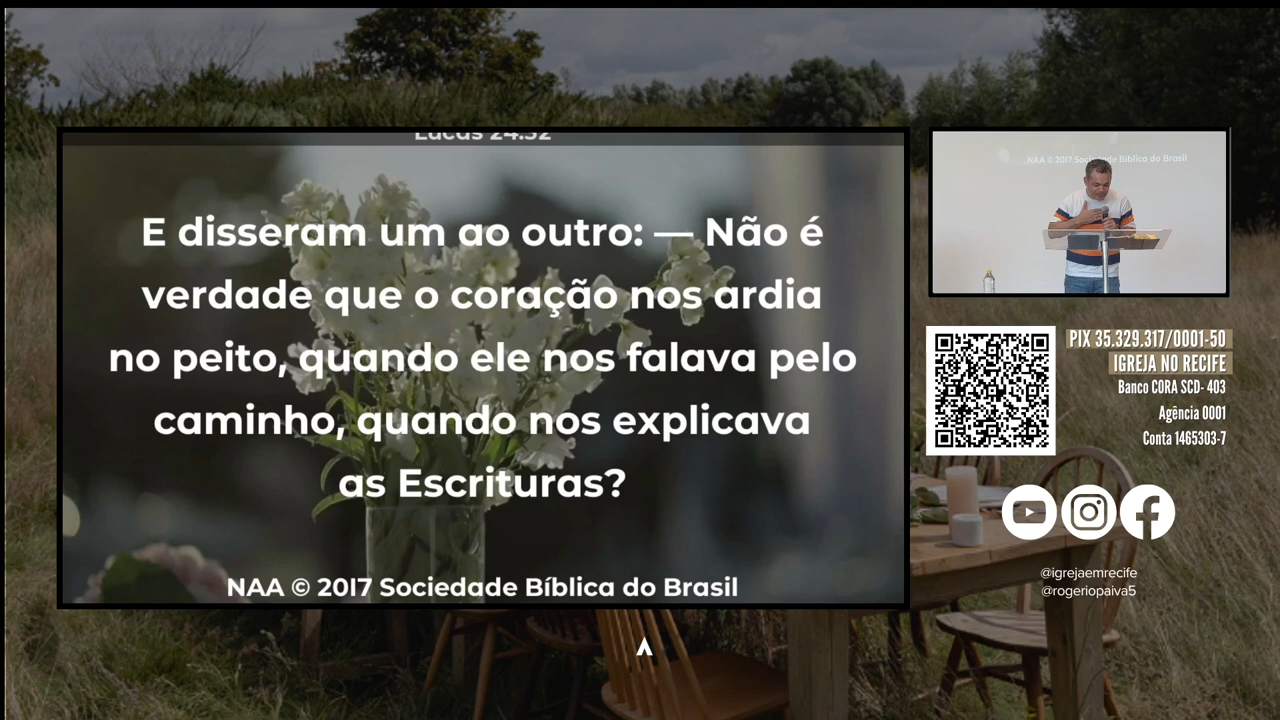 Lucas 24.32
E disseram um ao outro: — Não é
verdade que o coração nos ardia
no peito, quando ele nos falava pelo
caminho, quando nos explicava
as Escrituras?
NAA © 2017 Sociedade Bíblica do Brasil
NAA © 2017 Sociedade Bíblica do Brasil
PIX 35.329.317/0001-50
IGREJA NO RECIFE
Banco CORA SCD- 403
Agência 0001
Conta 1465303-7
@igrejaemrecife
@rogeriopaiva5